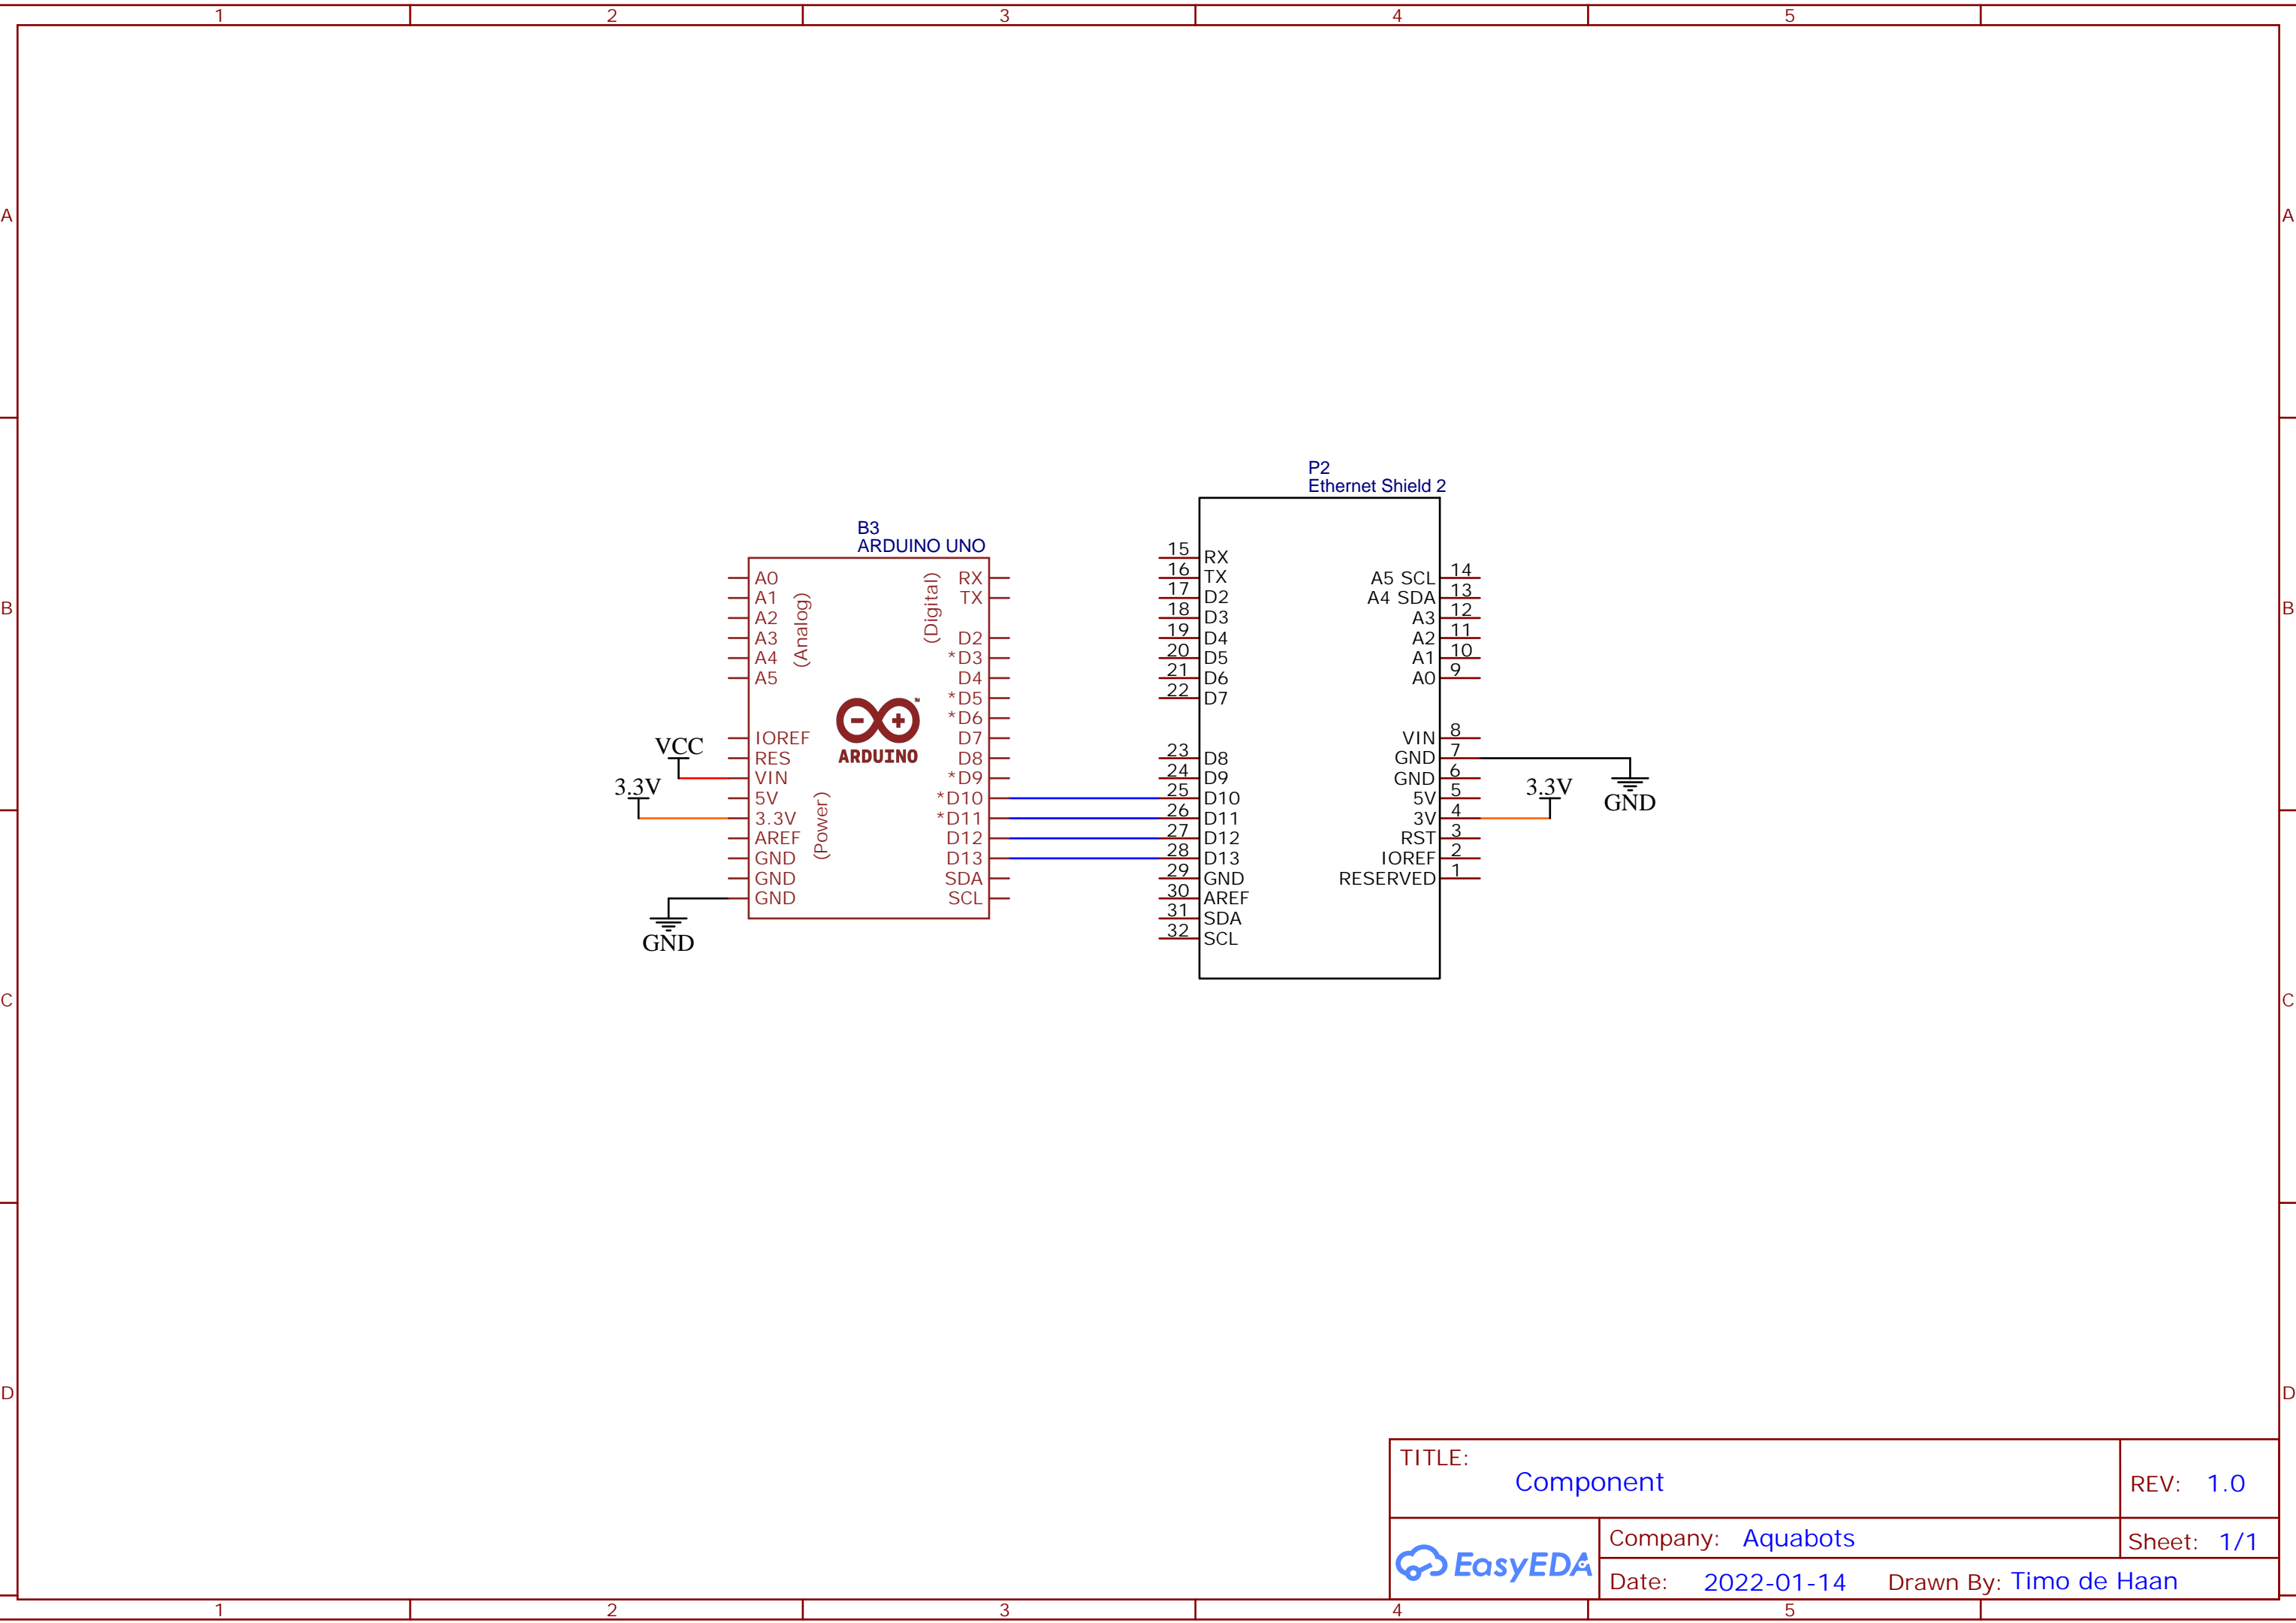 1 2 3 4 5
A A
B B
C C
D D
B3
ARDUINO UNO
A0
A1
A2
A3
A4
A5
(Analog)
IOREF
RES
VIN
5V
3.3V
AREF
GND
GND
GND
(Power)
ARDUINO
(Digital)
RX
TX
D2
*D3
D4
*D5
*D6
D7
D8
*D9
*D10
*D11
D12
D13
SDA
SCL
VCC
3.3V
GND
P2
Ethernet Shield 2
15 RX
16 TX
17 D2
18 D3
19 D4
20 D5
21 D6
22 D7
23 D8
24 D9
25 D10
26 D11
27 D12
28 D13
29 GND
30 AREF
31 SDA
32 SCL
A5 SCL 14
A4 SDA 13
A3 12
A2 11
A1 10
A0 9
VIN 8
GND 7
GND 6
5V 5
3V 4
RST 3
IOREF 2
RESERVED 1
3.3V
GND
TITLE:
Component
REV: 1.0
EasyEDA
Company: Aquabots
Sheet: 1/1
Date: 2022-01-14 Drawn By: Timo de Haan
1 2 3 4 5